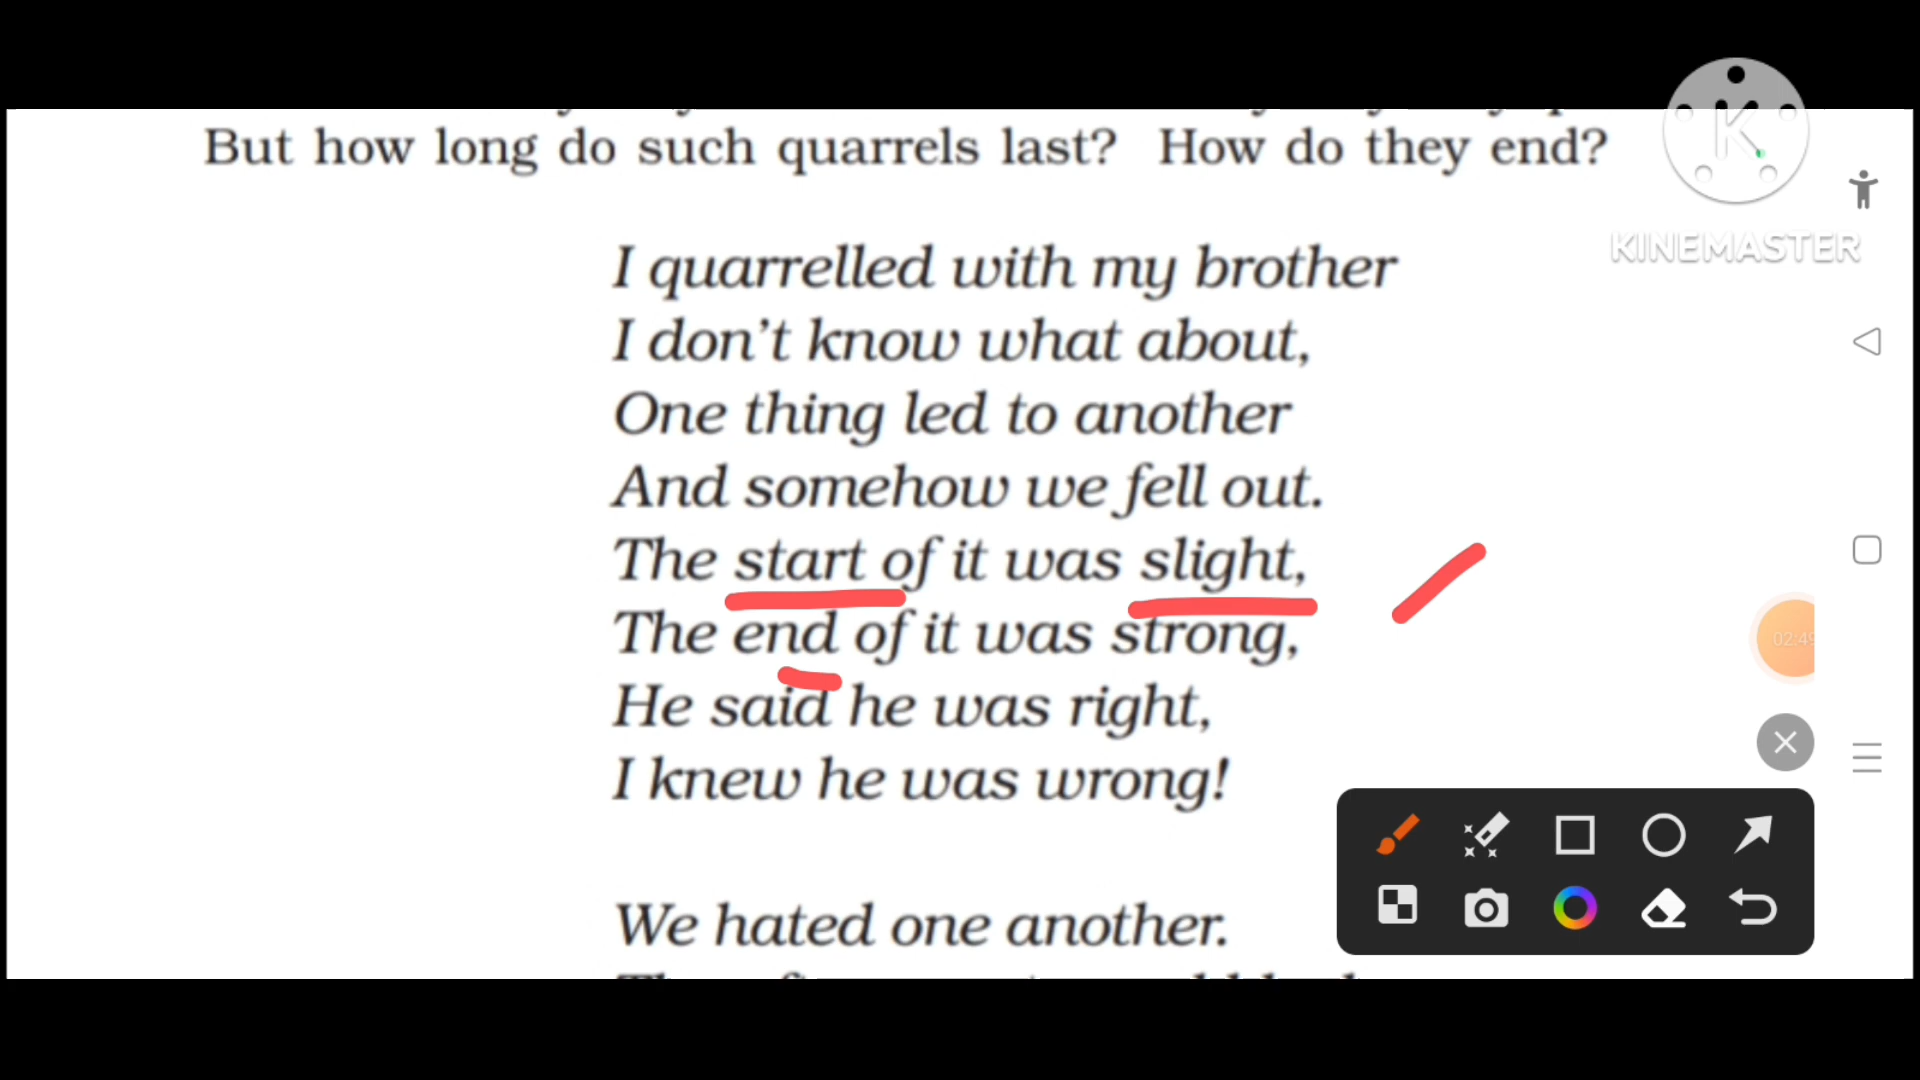 But how long do such quarrels last? How do they end?
KINEMASTER
I quarrelled with my brother
I don't know what about,
One thing led to another
And somehow we fell out.
The start of it was slight,
The end of it was strong,
He said he was right,
I knew he was wrong!
We hated one another.